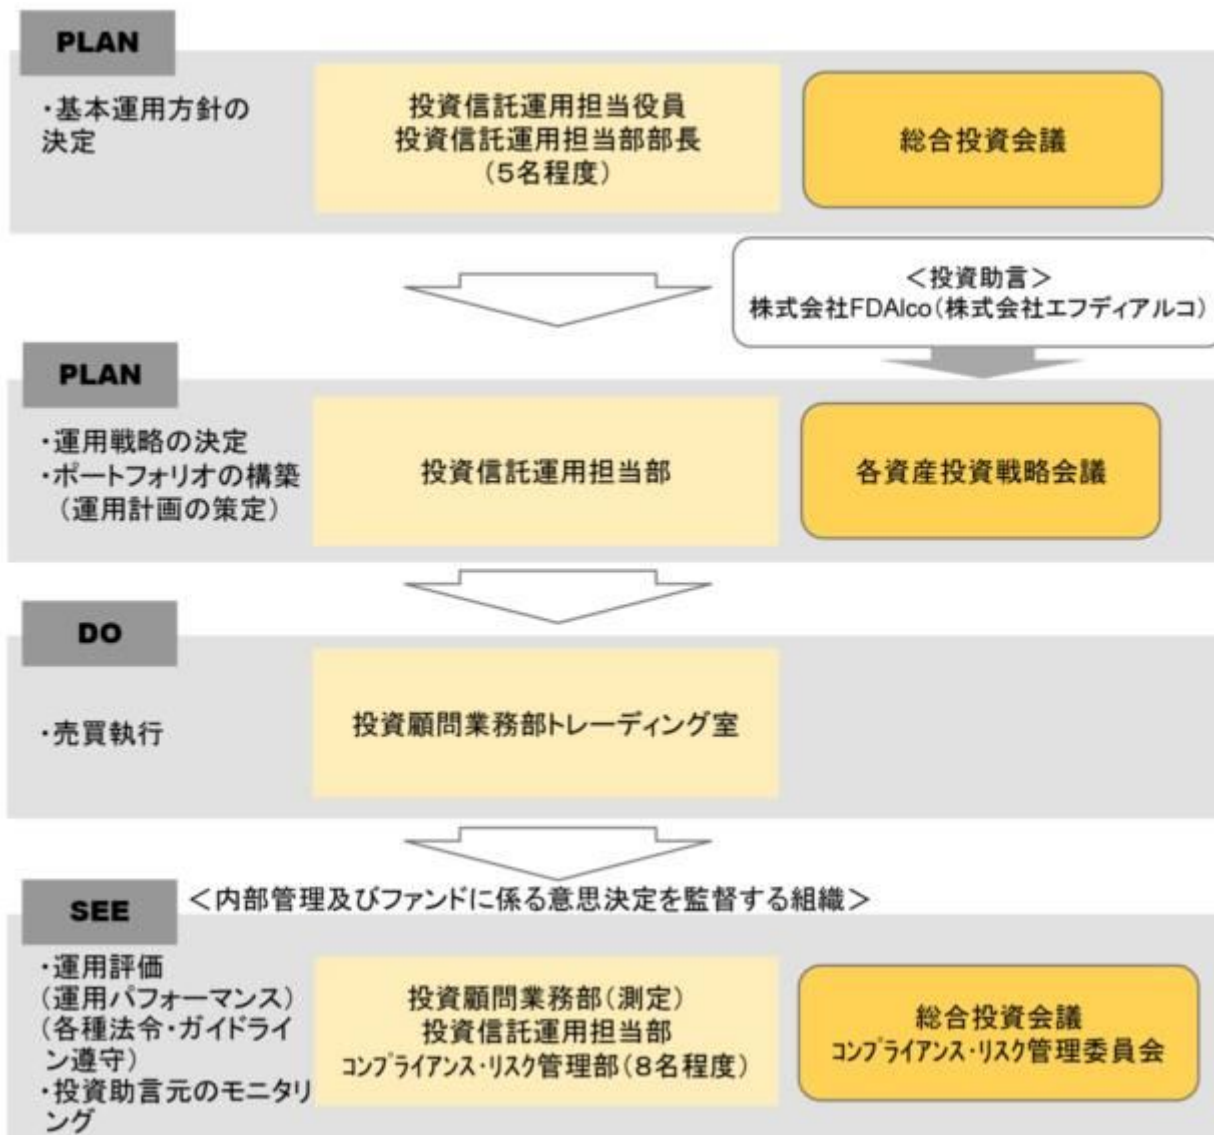 PLAN
・基本運用方針の
決定
投資信託運用担当役員
投資信託運用担当部部長
（5名程度）
総合投資会議
＜投資助言＞
株式会社FDAlco（株式会社エフディアルコ）
PLAN
・運用戦略の決定
・ポートフォリオの構築
（運用計画の策定）
投資信託運用担当部
各資産投資戦略会議
DO
・売買執行
投資顧問業務部トレーディング室
SEE
＜内部管理及びファンドに係る意思決定を監督する組織＞
・運用評価
(運用パフォーマンス)
(各種法令・ガイドライ
ン遵守)
・投資助言元のモニタリ
ング
投資顧問業務部（測定）
投資信託運用担当部
ｺﾝﾌﾟﾗｲｱﾝｽ・ﾘｽｸ管理部（８名程度）
総合投資会議
ｺﾝﾌﾟﾗｲｱﾝｽ・ﾘｽｸ管理委員会